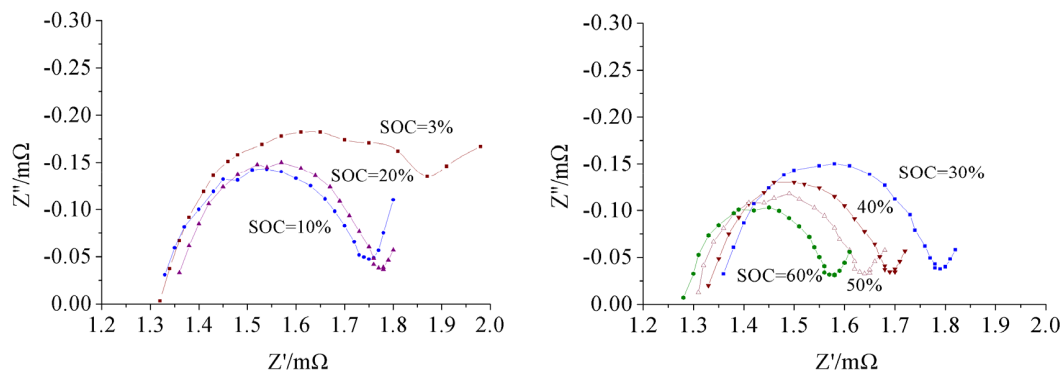 -0.30
-0.25
-0.20
-0.15
-0.10
-0.05
0.00
Z''/mΩ
1.2 1.3 1.4 1.5 1.6 1.7 1.8 1.9 2.0
Z'/mΩ
SOC=3%
SOC=20%
SOC=10%
-0.30
-0.25
-0.20
-0.15
-0.10
-0.05
0.00
Z''/mΩ
1.2 1.3 1.4 1.5 1.6 1.7 1.8 1.9 2.0
Z'/mΩ
SOC=30%
40%
SOC=60%
50%